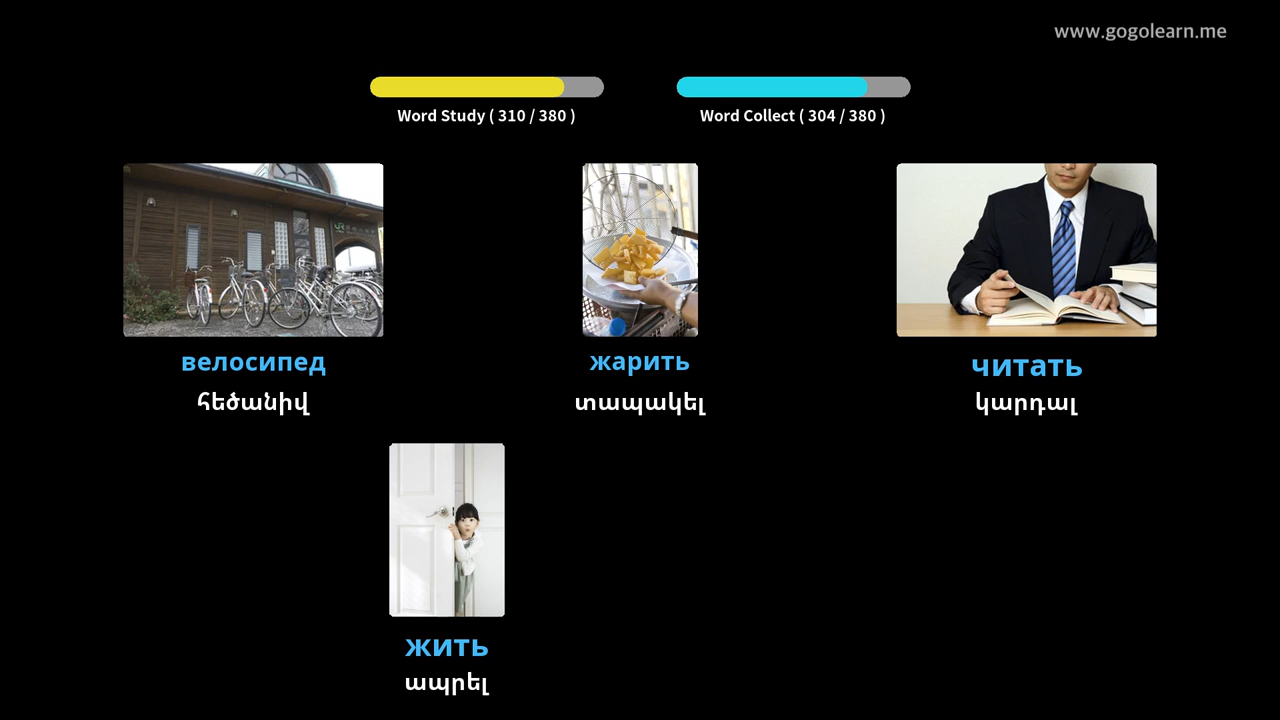 www.gogolearn.me
Word Study ( 310 / 380 )
Word Collect ( 304 / 380 )
велосипед
жарить
читать
հեծանիվ
տապակել
կարդալ
жить
ապրել